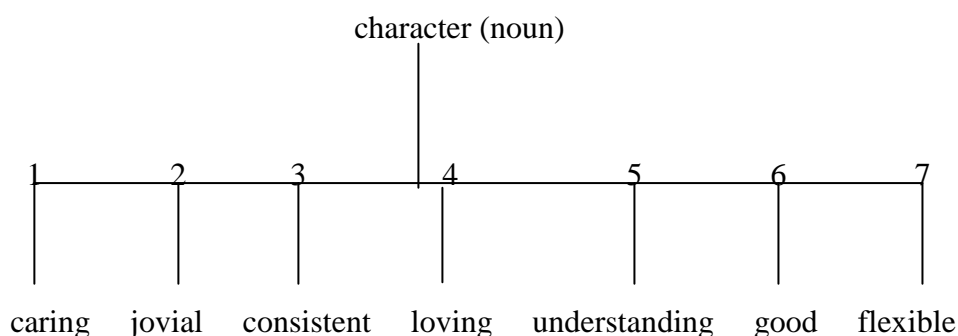 character (noun)
1 2 3 4 5 6 7
caring jovial consistent loving understanding good flexible